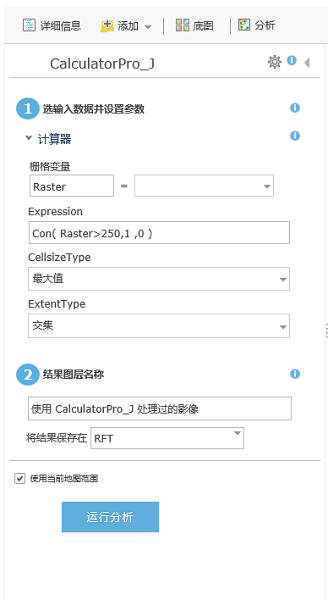 详细信息 添加 底图 分析
CalculatorPro_J
1 选输入数据并设置参数
计算器
栅格变量
Raster =
Expression
Con( Raster>250,1 ,0 )
CellsizeType
最大值
ExtentType
交集
2 结果图层名称
使用 CalculatorPro_J 处理过的影像
将结果保存在 RFT
使用当前地图范围
运行分析